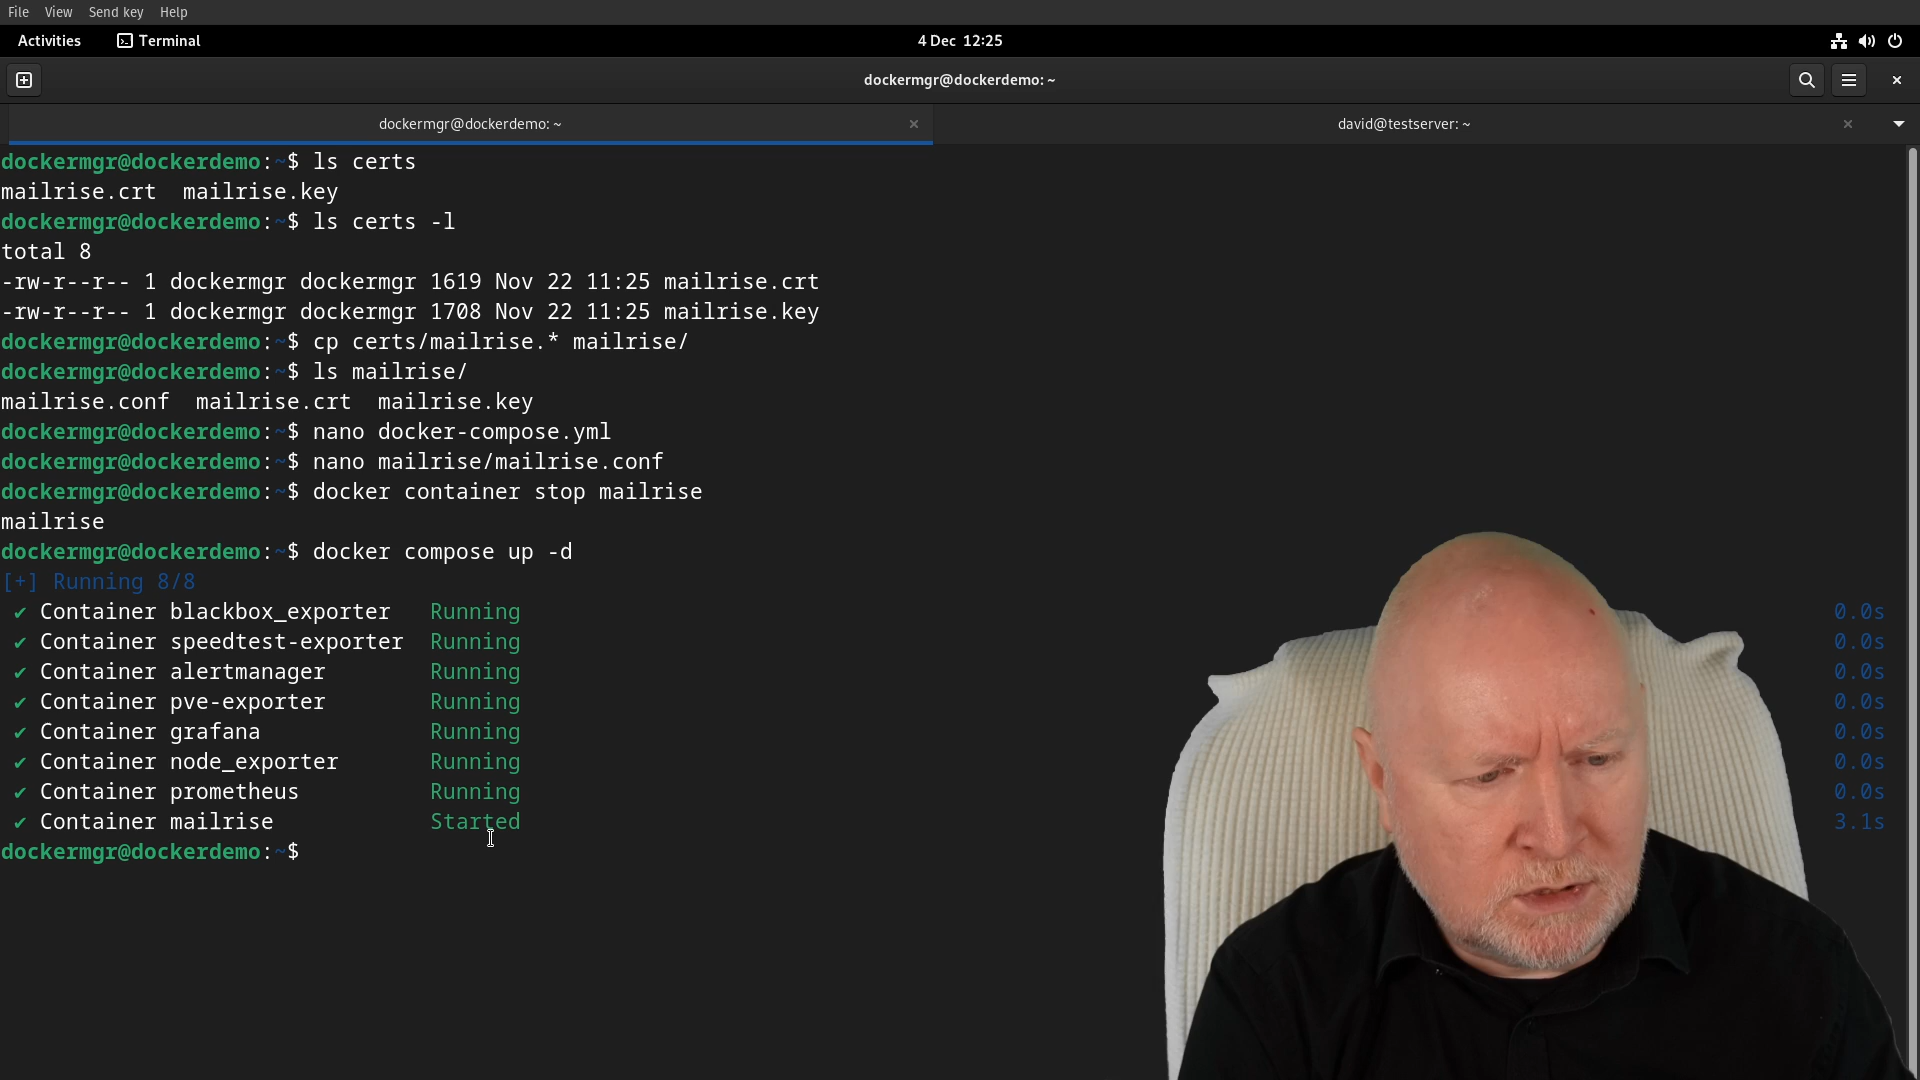 File View Send key Help
Activities Terminal 4 Dec 12:25
dockermgr@dockerdemo: ~
dockermgr@dockerdemo: ~ david@testserver: ~
dockermgr@dockerdemo:~$ ls certs
mailrise.crt  mailrise.key
dockermgr@dockerdemo:~$ ls certs -l
total 8
-rw-r--r-- 1 dockermgr dockermgr 1619 Nov 22 11:25 mailrise.crt
-rw-r--r-- 1 dockermgr dockermgr 1708 Nov 22 11:25 mailrise.key
dockermgr@dockerdemo:~$ cp certs/mailrise.* mailrise/
dockermgr@dockerdemo:~$ ls mailrise/
mailrise.conf  mailrise.crt  mailrise.key
dockermgr@dockerdemo:~$ nano docker-compose.yml
dockermgr@dockerdemo:~$ nano mailrise/mailrise.conf
dockermgr@dockerdemo:~$ docker container stop mailrise
mailrise
dockermgr@dockerdemo:~$ docker compose up -d
[+] Running 8/8
✔ Container blackbox_exporter Running 0.0s
✔ Container speedtest-exporter Running 0.0s
✔ Container alertmanager Running 0.0s
✔ Container pve-exporter Running 0.0s
✔ Container grafana Running 0.0s
✔ Container node_exporter Running 0.0s
✔ Container prometheus Running 0.0s
✔ Container mailrise Started 3.1s
dockermgr@dockerdemo:~$